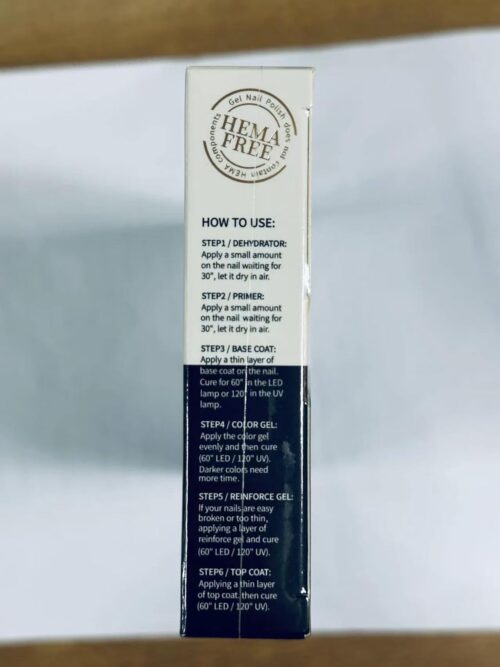 Gel Nail Polish does not contain HEMA components
HEMA
FREE
HOW TO USE:
STEP1 / DEHYDRATOR:
Apply a small amount
on the nail waiting for
30", let it dry in air.
STEP2 / PRIMER:
Apply a small amount
on the nail waiting for
30", let it dry in air.
STEP3 / BASE COAT:
Apply a thin layer of
base coat on the nail.
Cure for 60" in the LED
lamp or 120" in the UV
lamp.
STEP4 / COLOR GEL:
Apply the color gel
evenly and then cure
(60" LED / 120" UV).
Darker colors need
more time.
STEP5 / REINFORCE GEL:
If your nails are easy
broken or too thin,
applying a layer of
reinforce gel and cure
(60" LED / 120" UV).
STEP6 / TOP COAT:
Applying a thin layer
of top coat, then cure
(60" LED / 120" UV).